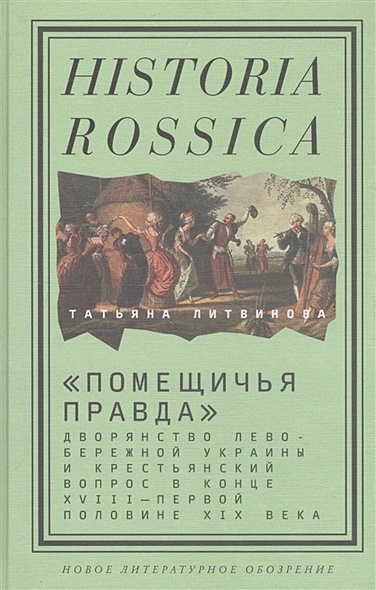 HISTORIA
ROSSICA
ТАТЬЯНА ЛИТВИНОВА
«ПОМЕЩИЧЬЯ
ПРАВДА»
ДВОРЯНСТВО ЛЕВО-
БЕРЕЖНОЙ УКРАИНЫ
И КРЕСТЬЯНСКИЙ
ВОПРОС В КОНЦЕ
XVIII—ПЕРВОЙ
ПОЛОВИНЕ XIX ВЕКА
НОВОЕ ЛИТЕРАТУРНОЕ ОБОЗРЕНИЕ